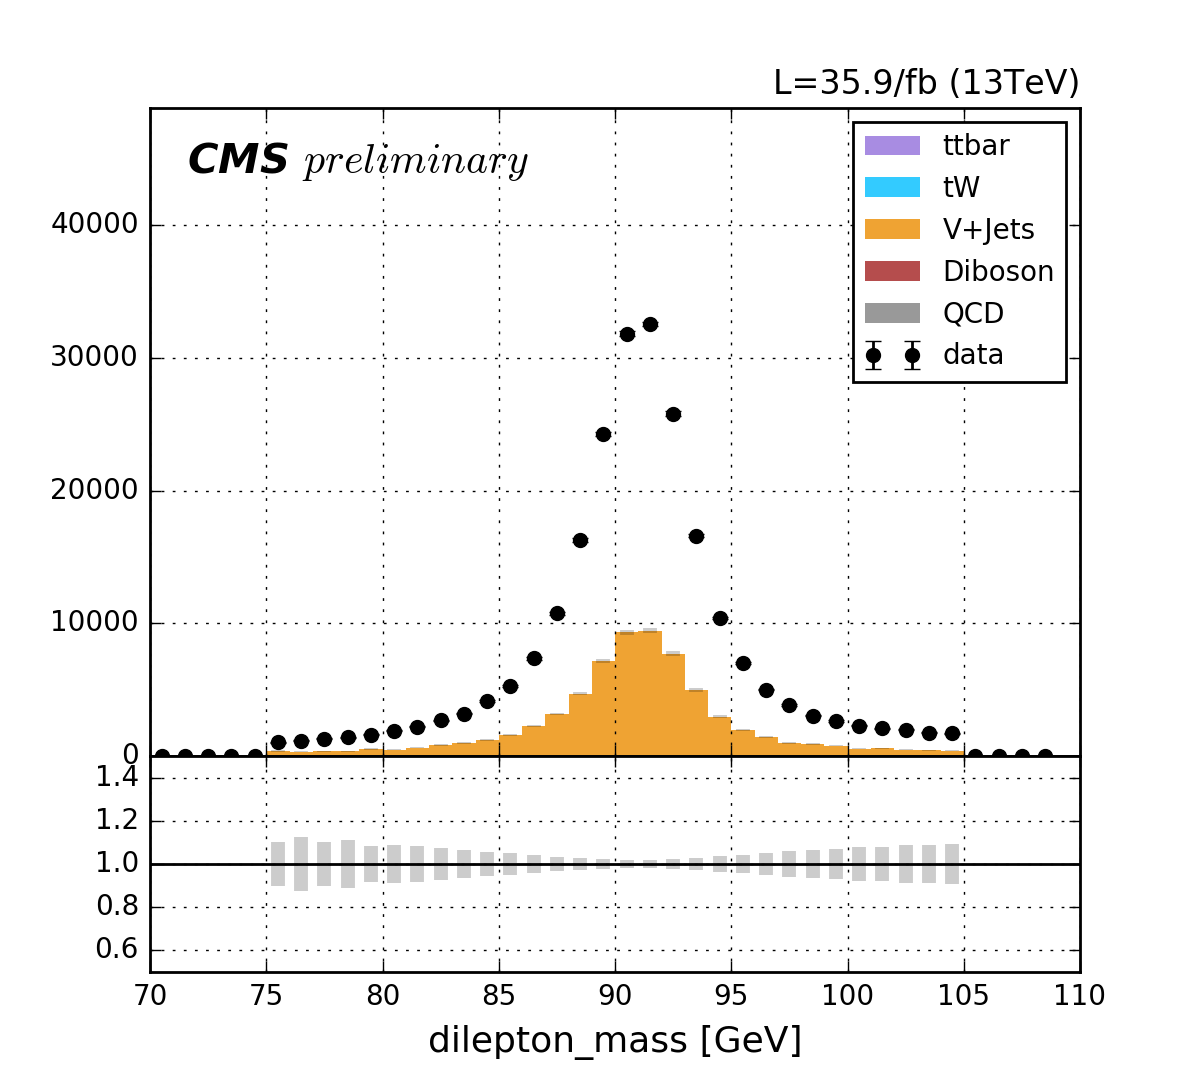 L=35.9/fb (13TeV)
CMS preliminary
ttbar
tW
V+Jets
Diboson
QCD
data
40000
30000
20000
10000
0
1.4
1.2
1.0
0.8
0.6
70 75 80 85 90 95 100 105 110
dilepton_mass [GeV]